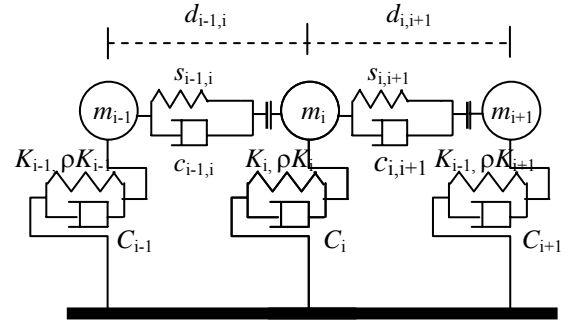 d_{i-1,i} d_{i,i+1}
s_{i-1,i} s_{i,i+1}
m_{i-1} m_i m_{i+1}
c_{i-1,i} c_{i,i+1}
K_{i-1}, ρK_{i-1} K_i, ρK_i K_{i-1}, ρK_{i+1}
C_{i-1} C_i C_{i+1}